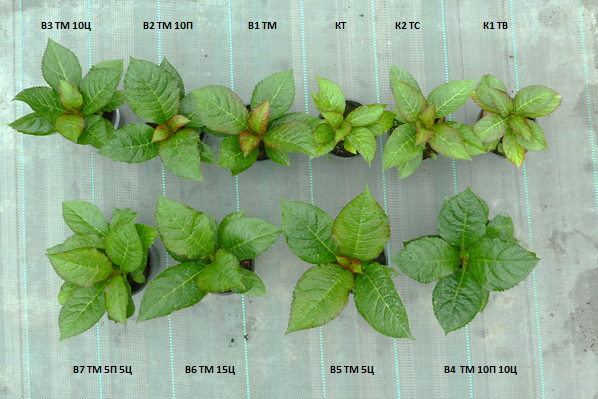 В3 ТМ 10Ц В2 ТМ 10П В1 ТМ КТ К2 ТС К1 ТВ
В7 ТМ 5П 5Ц В6 ТМ 15Ц В5 ТМ 5Ц В4 ТМ 10П 10Ц